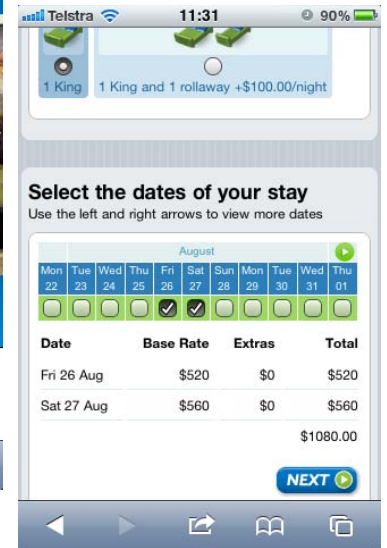 Telstra 11:31 90%
1 King 1 King and 1 rollaway +$100.00/night
Select the dates of your stay
Use the left and right arrows to view more dates
August
Mon Tue Wed Thu Fri Sat Sun Mon Tue Wed Thu
22 23 24 25 26 27 28 29 30 31 01
Date Base Rate Extras Total
Fri 26 Aug $520 $0 $520
Sat 27 Aug $560 $0 $560
$1080.00
NEXT